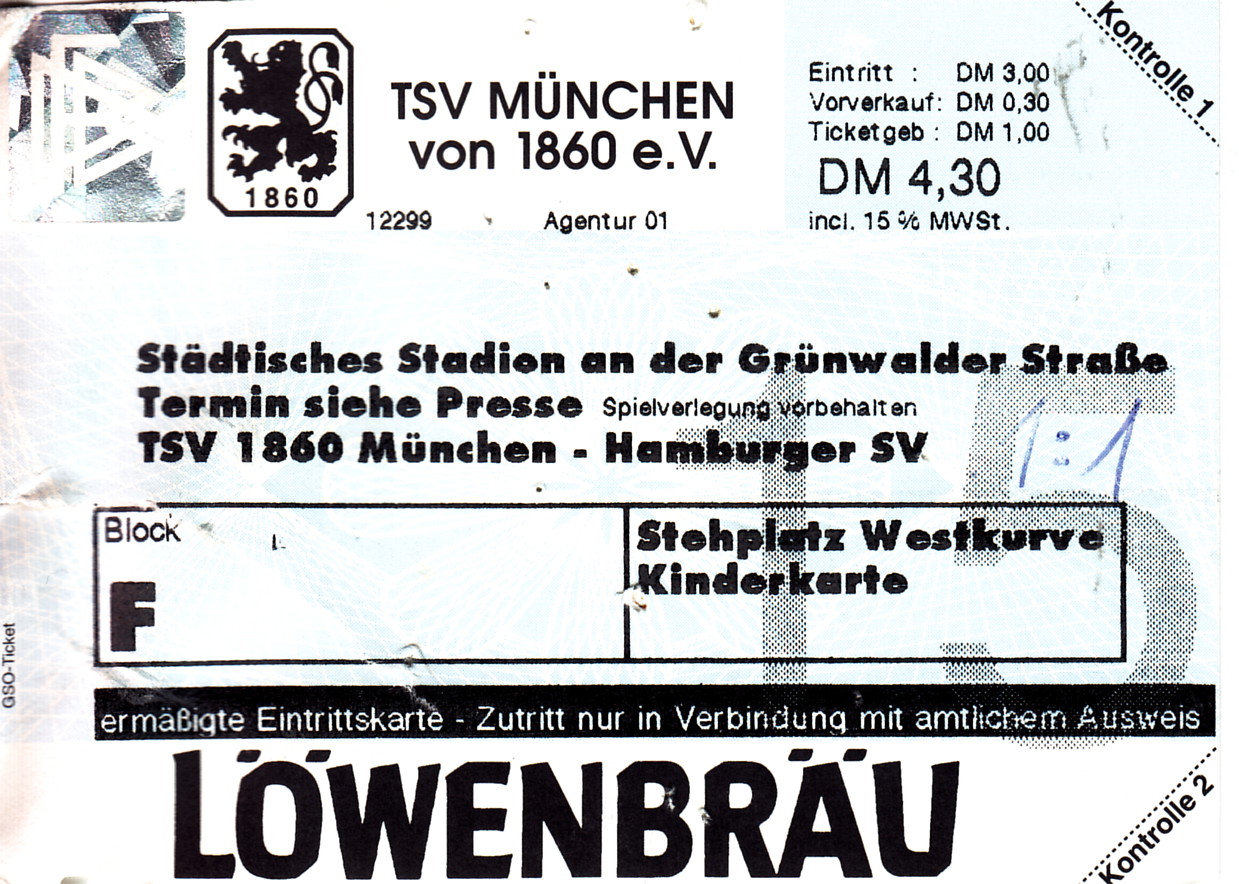 Kontrolle 1
1860
TSV MÜNCHEN
von 1860 e.V.
12299 Agentur 01
Eintritt : DM 3,00
Vorverkauf: DM 0,30
Ticketgeb : DM 1,00
DM 4,30
incl. 15 % MWSt.
Städtisches Stadion an der Grünwalder Straße
Termin siehe Presse Spielverlegung vorbehalten
TSV 1860 München - Hamburger SV
1:1
15
Block
F
Stehplatz Westkurve
Kinderkarte
GSO-Ticket
ermäßigte Eintrittskarte - Zutritt nur in Verbindung mit amtlichem Ausweis
LÖWENBRÄU
Kontrolle 2